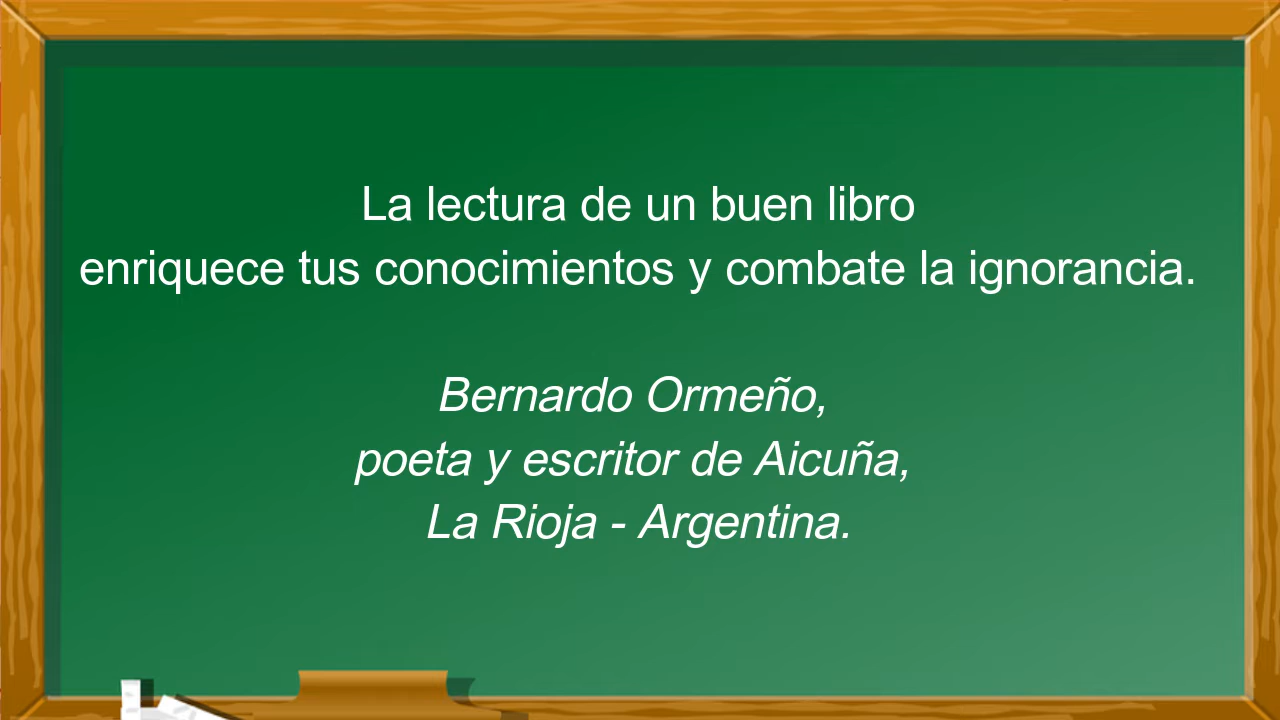 La lectura de un buen libro
enriquece tus conocimientos y combate la ignorancia.
Bernardo Ormeño,
poeta y escritor de Aicuña,
La Rioja - Argentina.